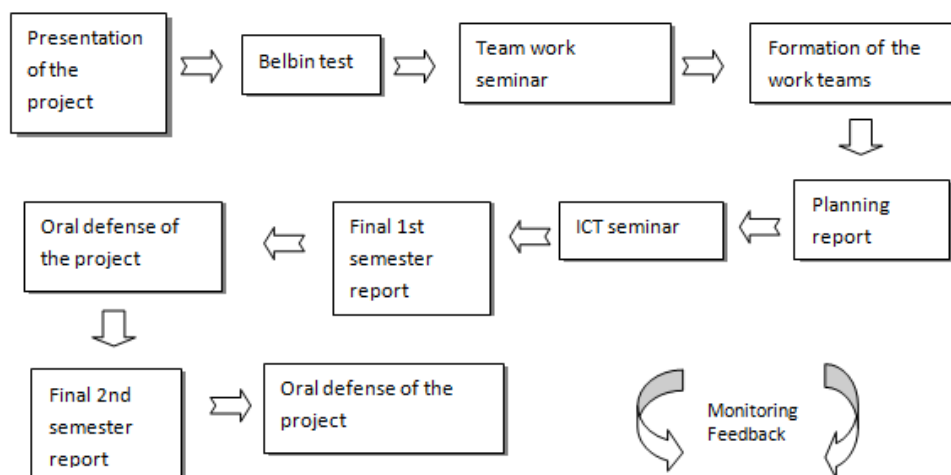 Presentation
of the
project
Belbin test
Team work
seminar
Formation of the
work teams
Planning
report
ICT seminar
Final 1st
semester
report
Oral defense of
the project
Final 2nd
semester
report
Oral defense of the
project
Monitoring
Feedback